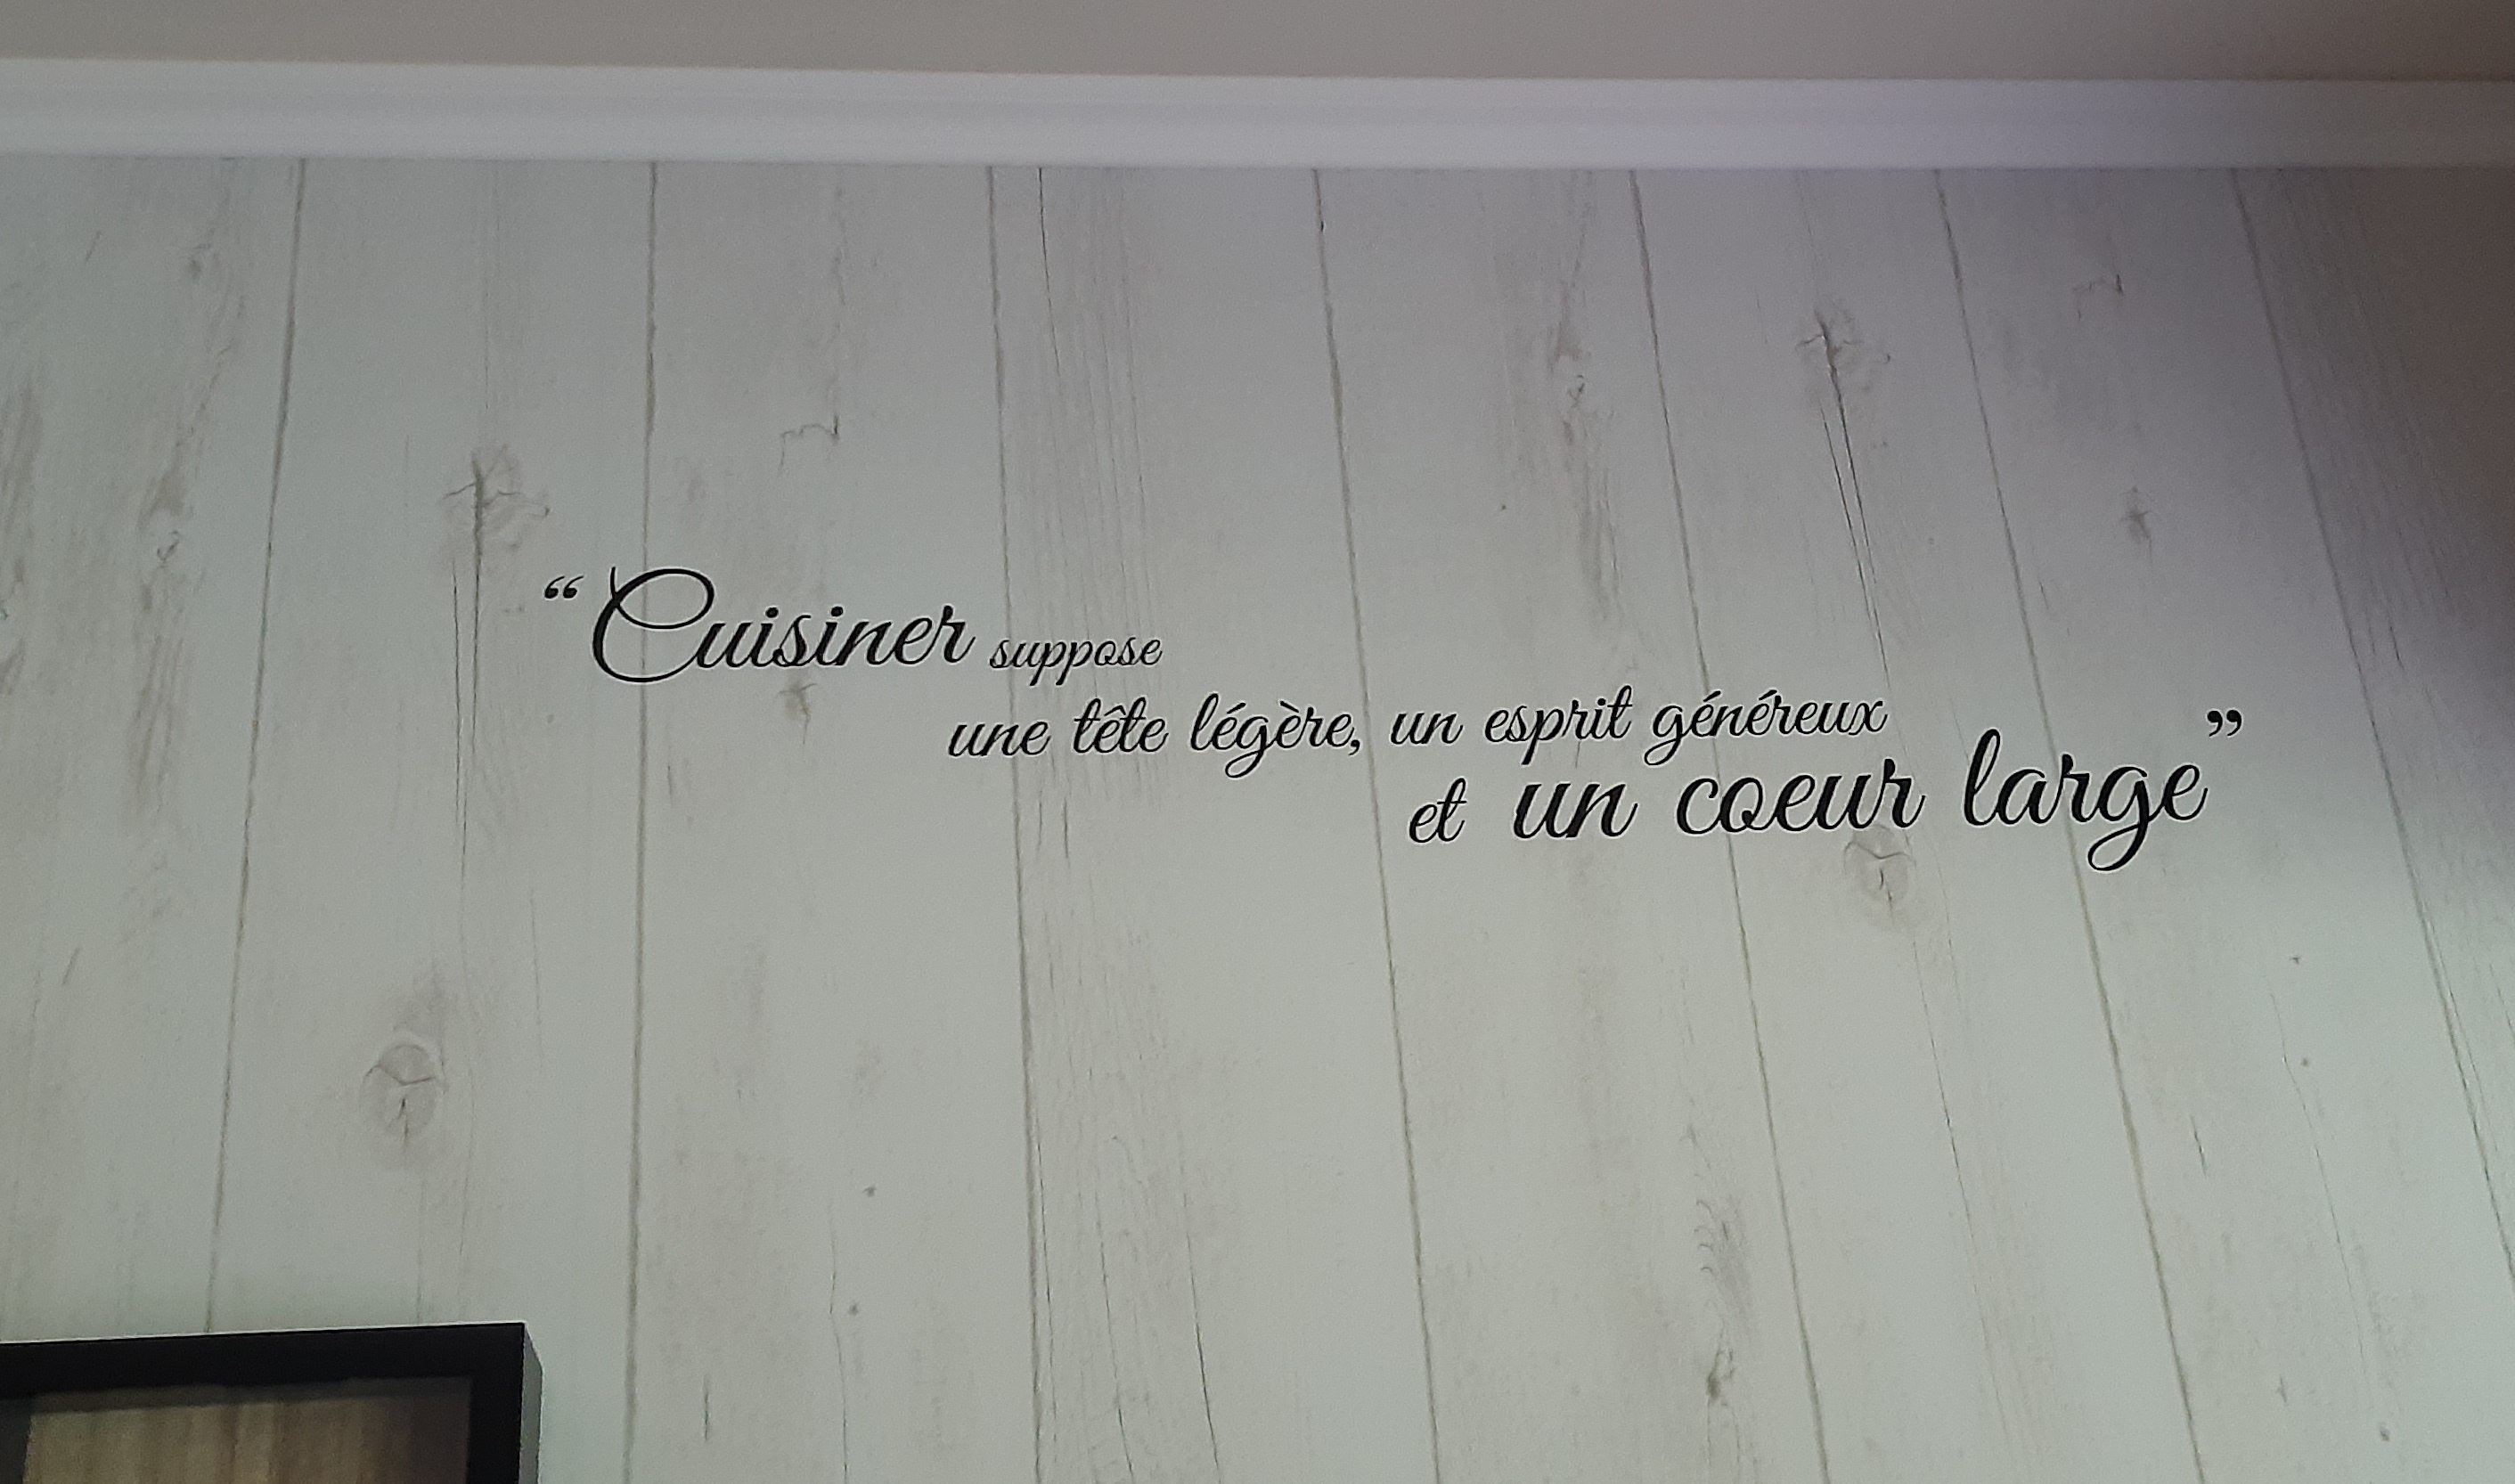 “Cuisiner suppose
une tête légère, un esprit généreux
et un coeur large”